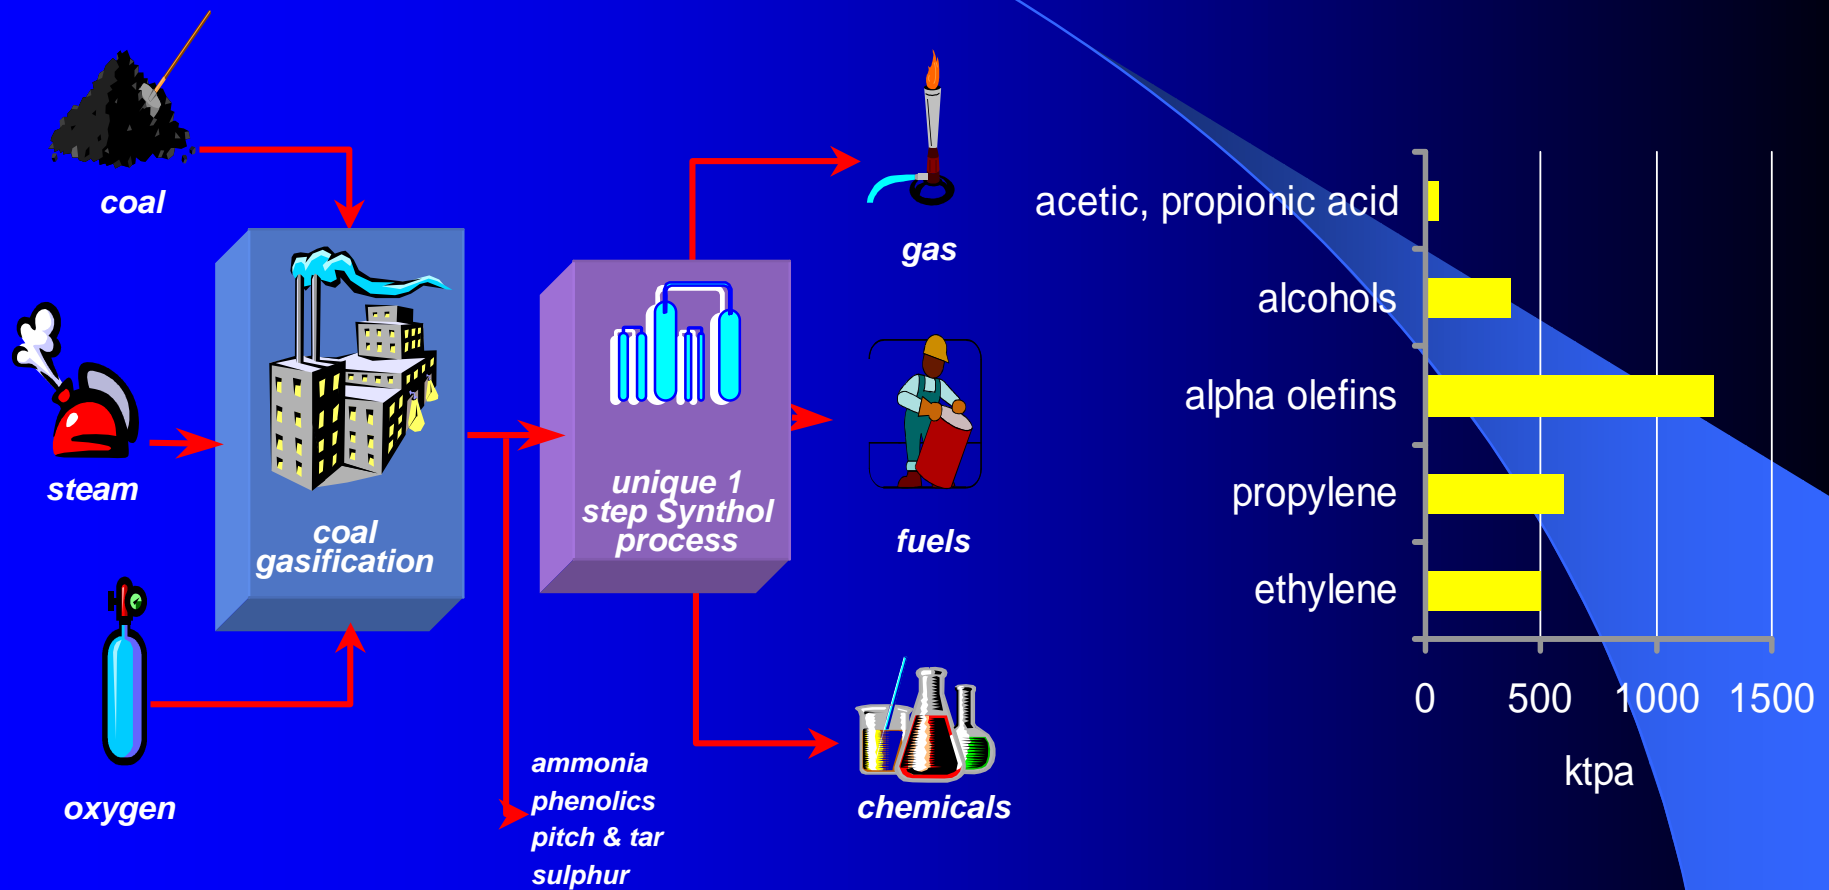 coal
steam
oxygen
coal
gasification
unique 1
step Synthol
process
ammonia
phenolics
pitch & tar
sulphur
gas
fuels
chemicals
acetic, propionic acid
alcohols
alpha olefins
propylene
ethylene
0 500 1000 1500
ktpa